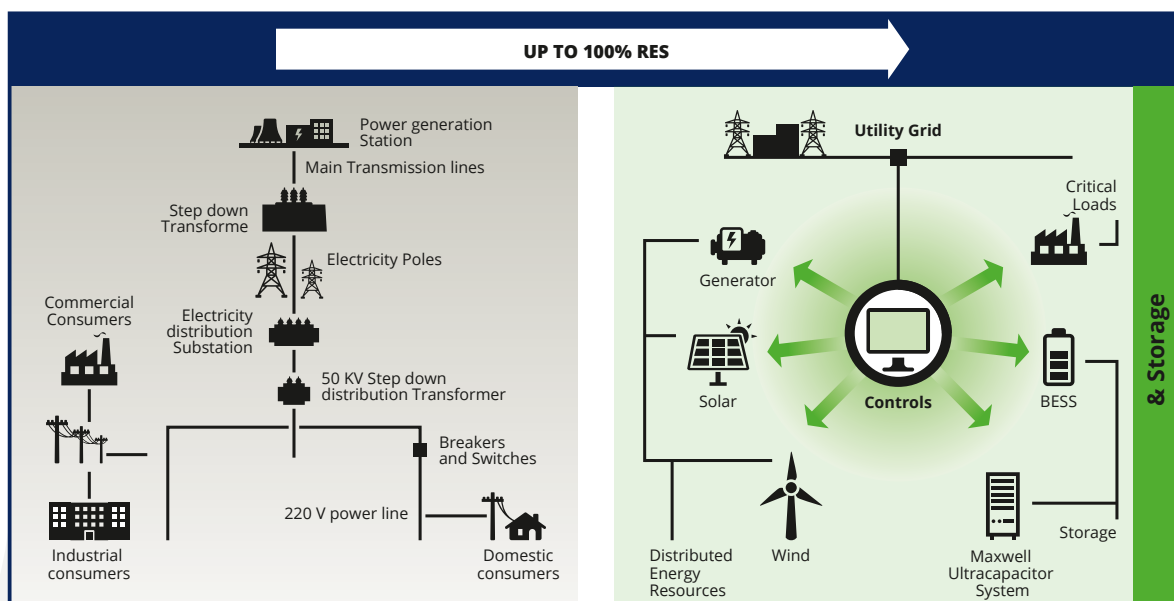 UP TO 100% RES
Power generation
Station
Main Transmission lines
Step down
Transforme
Electricity Poles
Commercial
Consumers
Electricity
distribution
Substation
50 KV Step down
distribution Transformer
Breakers
and Switches
220 V power line
Industrial
consumers
Domestic
consumers
Utility Grid
Critical
Loads
Generator
Solar
Controls
BESS
Storage
Distributed
Energy
Resources
Wind
Maxwell
Ultracapacitor
System
& Storage